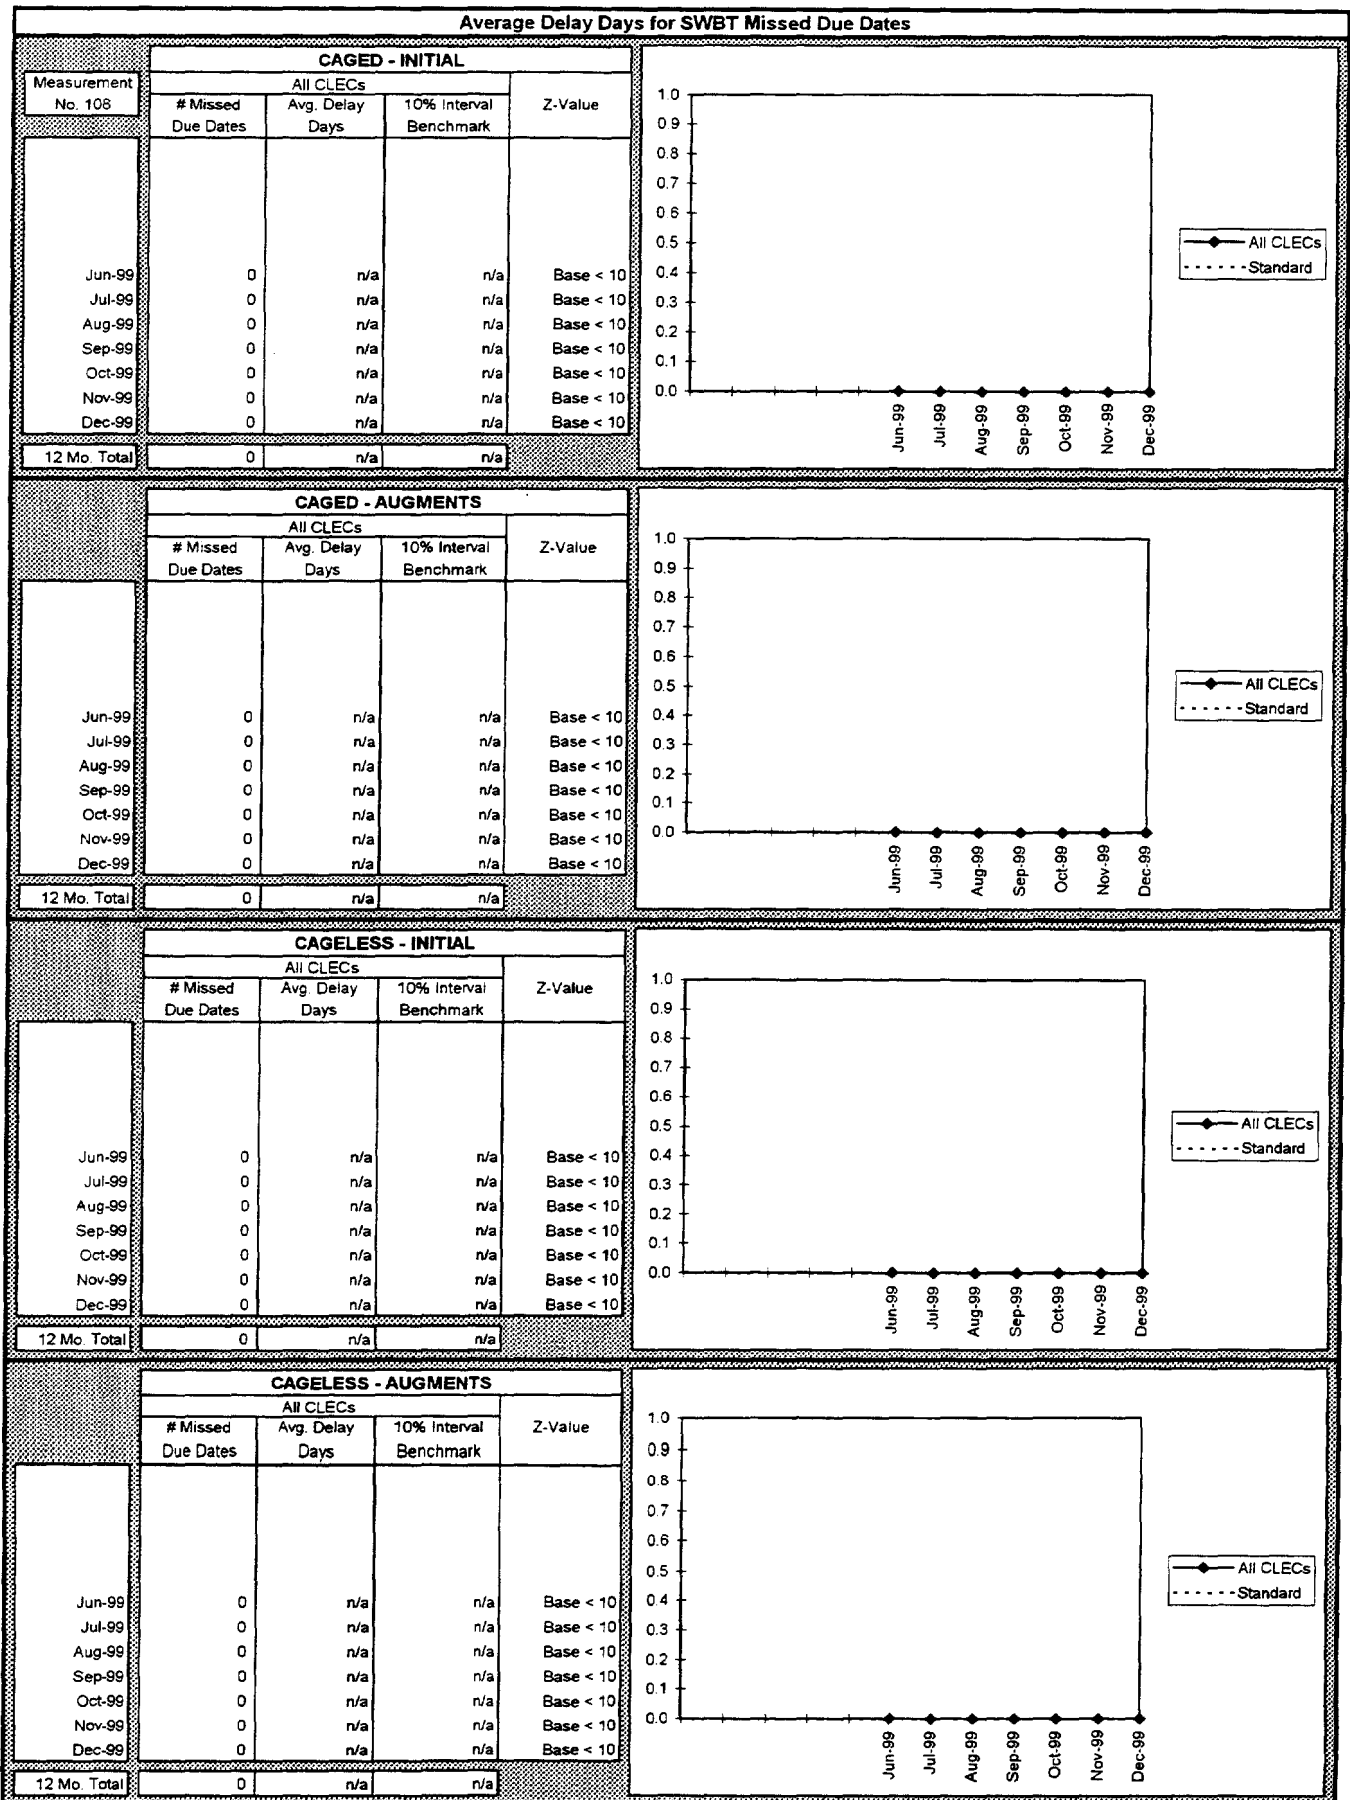 Average Delay Days for SWBT Missed Due Dates
CAGED - INITIAL
Measurement
No. 108
All CLECs
# Missed Due Dates
Avg. Delay Days
10% Interval Benchmark
Z-Value
Jun-99 0 n/a n/a Base < 10
Jul-99 0 n/a n/a Base < 10
Aug-99 0 n/a n/a Base < 10
Sep-99 0 n/a n/a Base < 10
Oct-99 0 n/a n/a Base < 10
Nov-99 0 n/a n/a Base < 10
Dec-99 0 n/a n/a Base < 10
12 Mo. Total 0 n/a n/a
1.0
0.9
0.8
0.7
0.6
0.5
0.4
0.3
0.2
0.1
0.0
Jun-99
Jul-99
Aug-99
Sep-99
Oct-99
Nov-99
Dec-99
All CLECs
Standard
CAGED - AUGMENTS
All CLECs
# Missed Due Dates
Avg. Delay Days
10% Interval Benchmark
Z-Value
Jun-99 0 n/a n/a Base < 10
Jul-99 0 n/a n/a Base < 10
Aug-99 0 n/a n/a Base < 10
Sep-99 0 n/a n/a Base < 10
Oct-99 0 n/a n/a Base < 10
Nov-99 0 n/a n/a Base < 10
Dec-99 0 n/a n/a Base < 10
12 Mo. Total 0 n/a n/a
1.0
0.9
0.8
0.7
0.6
0.5
0.4
0.3
0.2
0.1
0.0
Jun-99
Jul-99
Aug-99
Sep-99
Oct-99
Nov-99
Dec-99
All CLECs
Standard
CAGELESS - INITIAL
All CLECs
# Missed Due Dates
Avg. Delay Days
10% Interval Benchmark
Z-Value
Jun-99 0 n/a n/a Base < 10
Jul-99 0 n/a n/a Base < 10
Aug-99 0 n/a n/a Base < 10
Sep-99 0 n/a n/a Base < 10
Oct-99 0 n/a n/a Base < 10
Nov-99 0 n/a n/a Base < 10
Dec-99 0 n/a n/a Base < 10
12 Mo. Total 0 n/a n/a
1.0
0.9
0.8
0.7
0.6
0.5
0.4
0.3
0.2
0.1
0.0
Jun-99
Jul-99
Aug-99
Sep-99
Oct-99
Nov-99
Dec-99
All CLECs
Standard
CAGELESS - AUGMENTS
All CLECs
# Missed Due Dates
Avg. Delay Days
10% Interval Benchmark
Z-Value
Jun-99 0 n/a n/a Base < 10
Jul-99 0 n/a n/a Base < 10
Aug-99 0 n/a n/a Base < 10
Sep-99 0 n/a n/a Base < 10
Oct-99 0 n/a n/a Base < 10
Nov-99 0 n/a n/a Base < 10
Dec-99 0 n/a n/a Base < 10
12 Mo. Total 0 n/a n/a
1.0
0.9
0.8
0.7
0.6
0.5
0.4
0.3
0.2
0.1
0.0
Jun-99
Jul-99
Aug-99
Sep-99
Oct-99
Nov-99
Dec-99
All CLECs
Standard